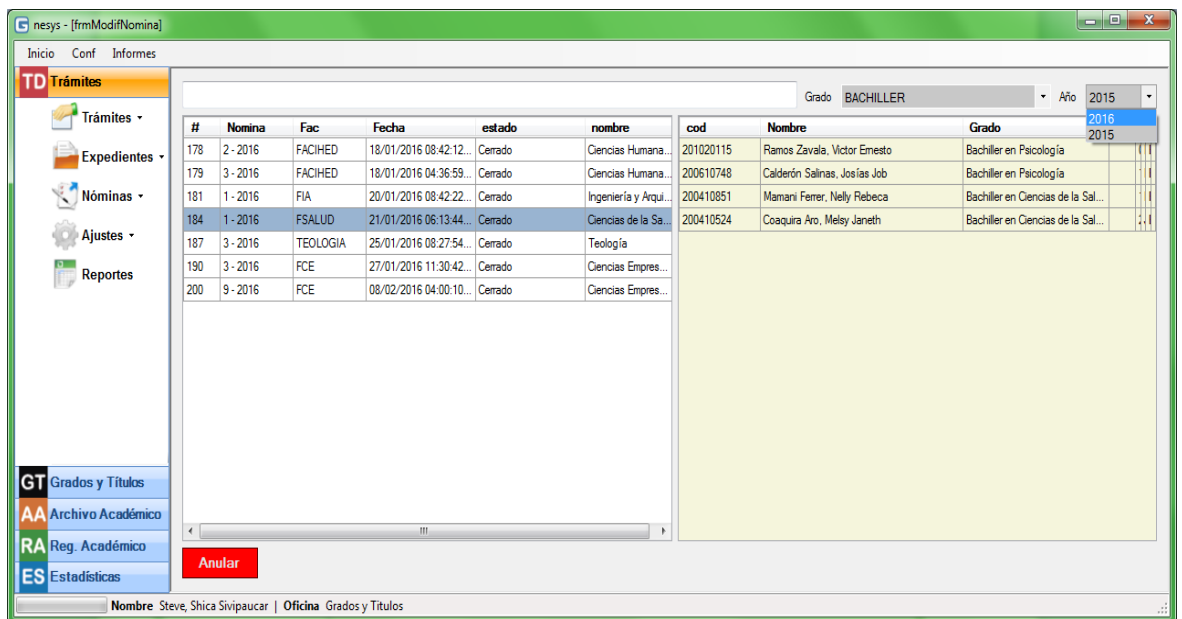 nesys - [frmModifNomina]
Inicio Conf Informes
TD Trámites
Trámites
Expedientes
Nóminas
Ajustes
Reportes
GT Grados y Títulos
AA Archivo Académico
RA Reg. Académico
ES Estadísticas
Grado BACHILLER Año 2015
2016
2015
# Nomina Fac Fecha estado nombre
178 2 - 2016 FACIHED 18/01/2016 08:42:12... Cerrado Ciencias Humana...
179 3 - 2016 FACIHED 18/01/2016 04:36:59... Cerrado Ciencias Humana...
181 1 - 2016 FIA 20/01/2016 08:42:22... Cerrado Ingeniería y Arqui...
184 1 - 2016 FSALUD 21/01/2016 06:13:44... Cerrado Ciencias de la Sa...
187 3 - 2016 TEOLOGIA 25/01/2016 08:27:54... Cerrado Teología
190 3 - 2016 FCE 27/01/2016 11:30:42... Cerrado Ciencias Empres...
200 9 - 2016 FCE 08/02/2016 04:00:10... Cerrado Ciencias Empres...
cod Nombre Grado
201020115 Ramos Zavala, Victor Ernesto Bachiller en Psicología
200610748 Calderón Salinas, Josías Job Bachiller en Psicología
200410851 Mamani Ferrer, Nelly Rebeca Bachiller en Ciencias de la Sal...
200410524 Coaquira Aro, Melsy Janeth Bachiller en Ciencias de la Sal...
Anular
Nombre Steve, Shica Sivipaucar | Oficina Grados y Titulos